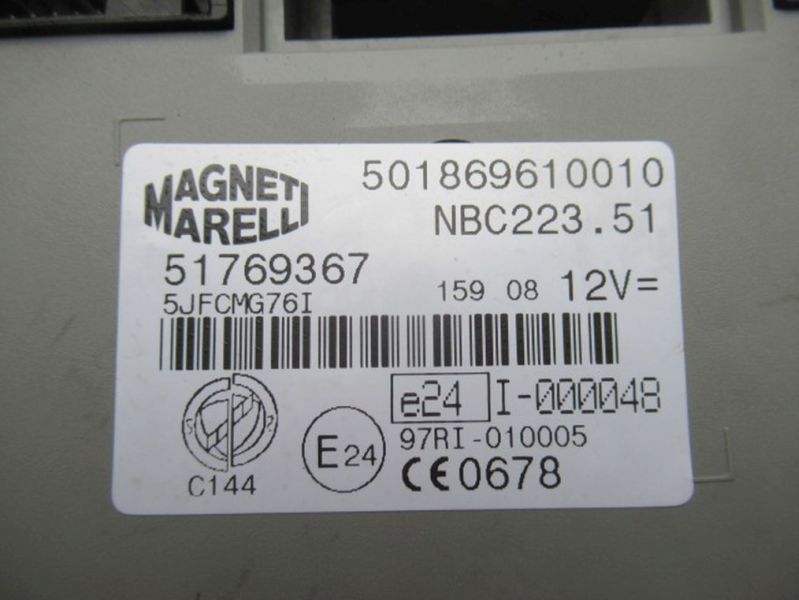 MAGNETI MARELLI
501869610010
NBC223.51
51769367
5JFCMG76I
159 08 12V=
e24 I-000048
97RI-010005
E24
CE0678
C144